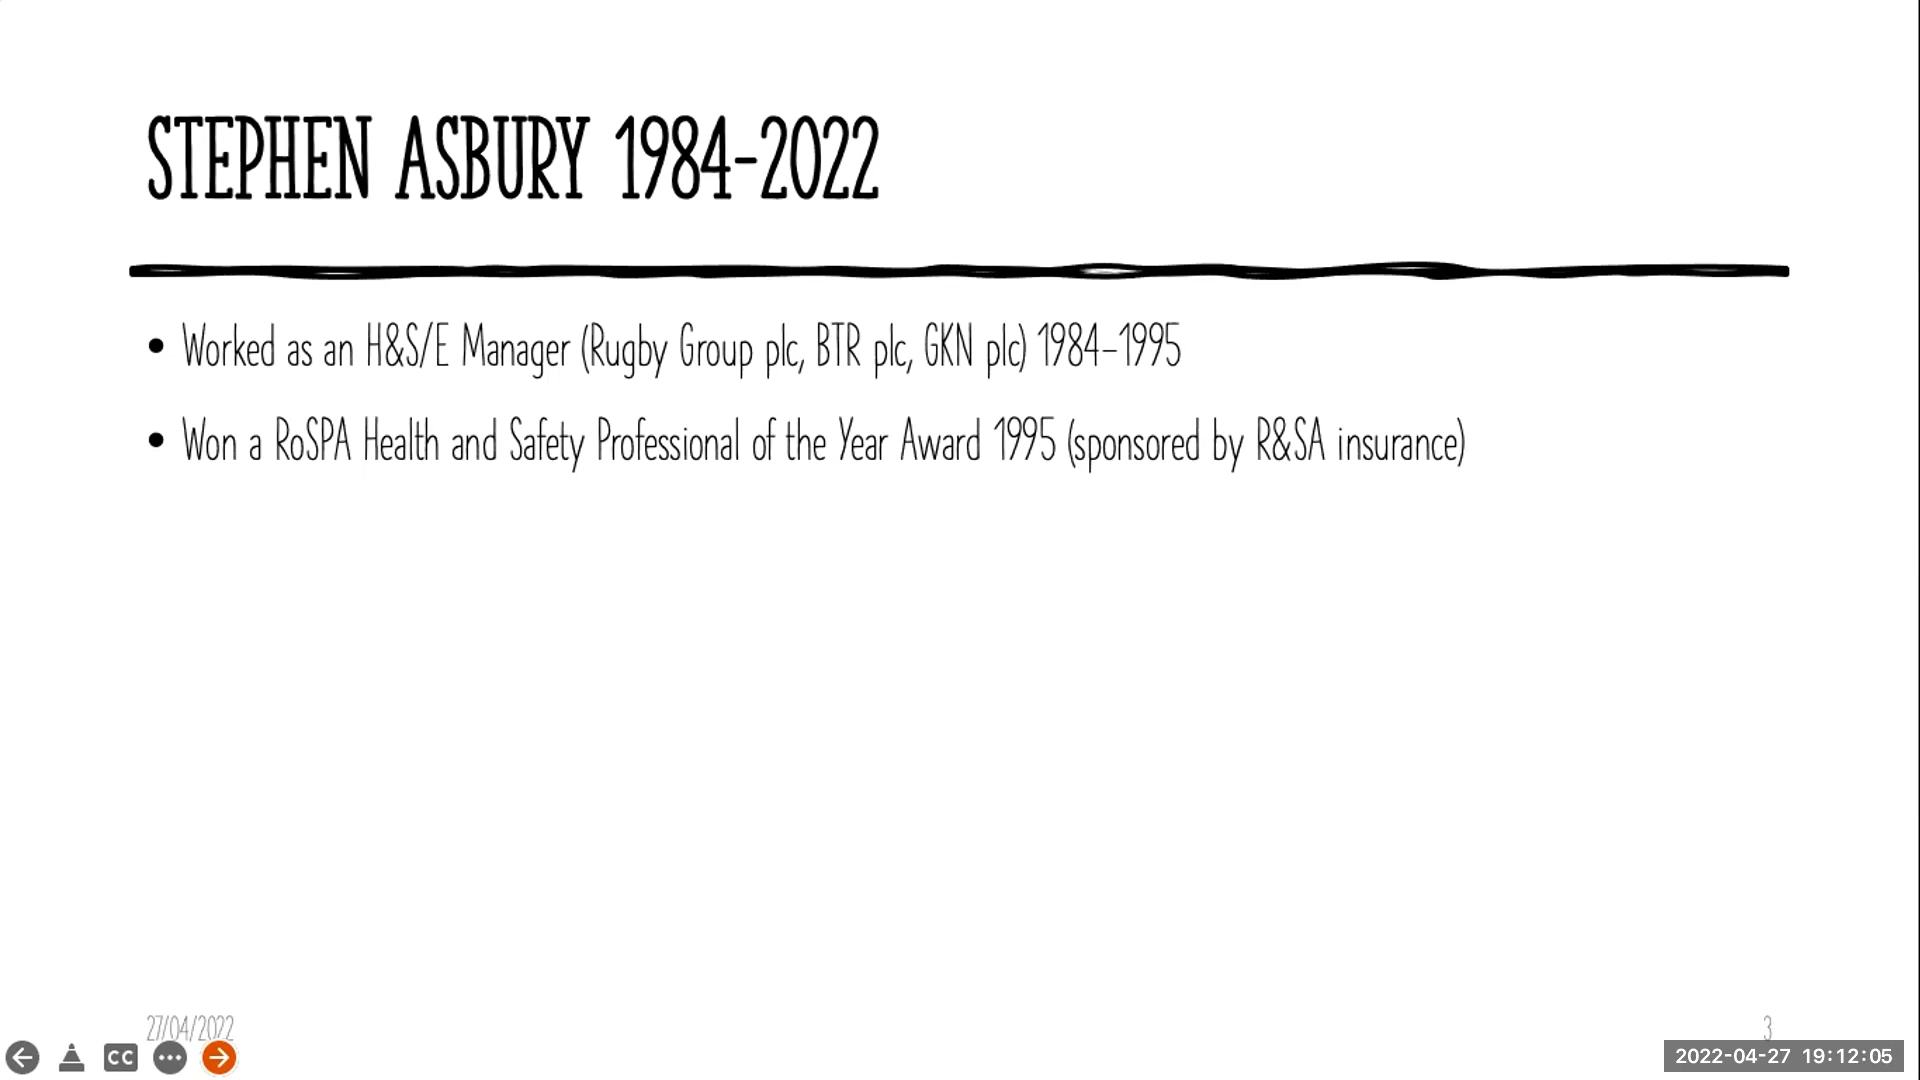 STEPHEN ASBURY 1984-2022
• Worked as an H&S/E Manager (Rugby Group plc, BTR plc, GKN plc) 1984-1995
• Won a RoSPA Health and Safety Professional of the Year Award 1995 (sponsored by R&SA insurance)
27/04/2022
3
CC
2022-04-27 19:12:05